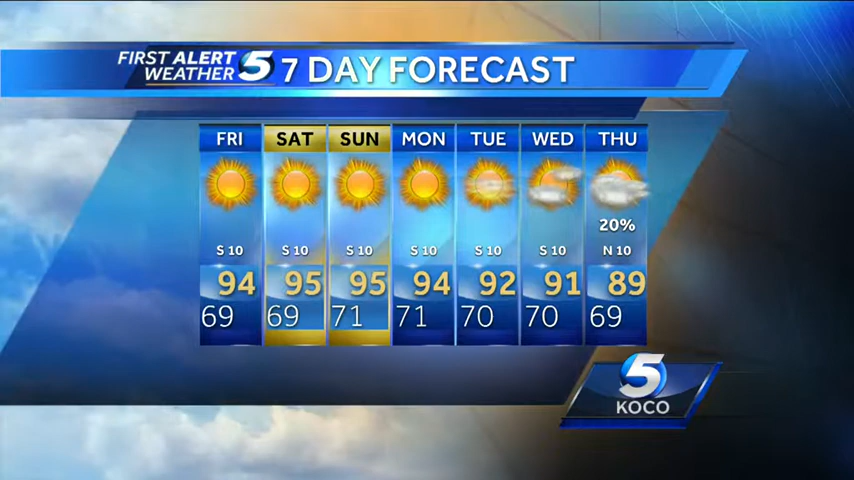 FIRST ALERT
WEATHER 5 7 DAY FORECAST
FRI SAT SUN MON TUE WED THU
20%
S 10 S 10 S 10 S 10 S 10 S 10 N 10
94 95 95 94 92 91 89
69 69 71 71 70 70 69
5
KOCO